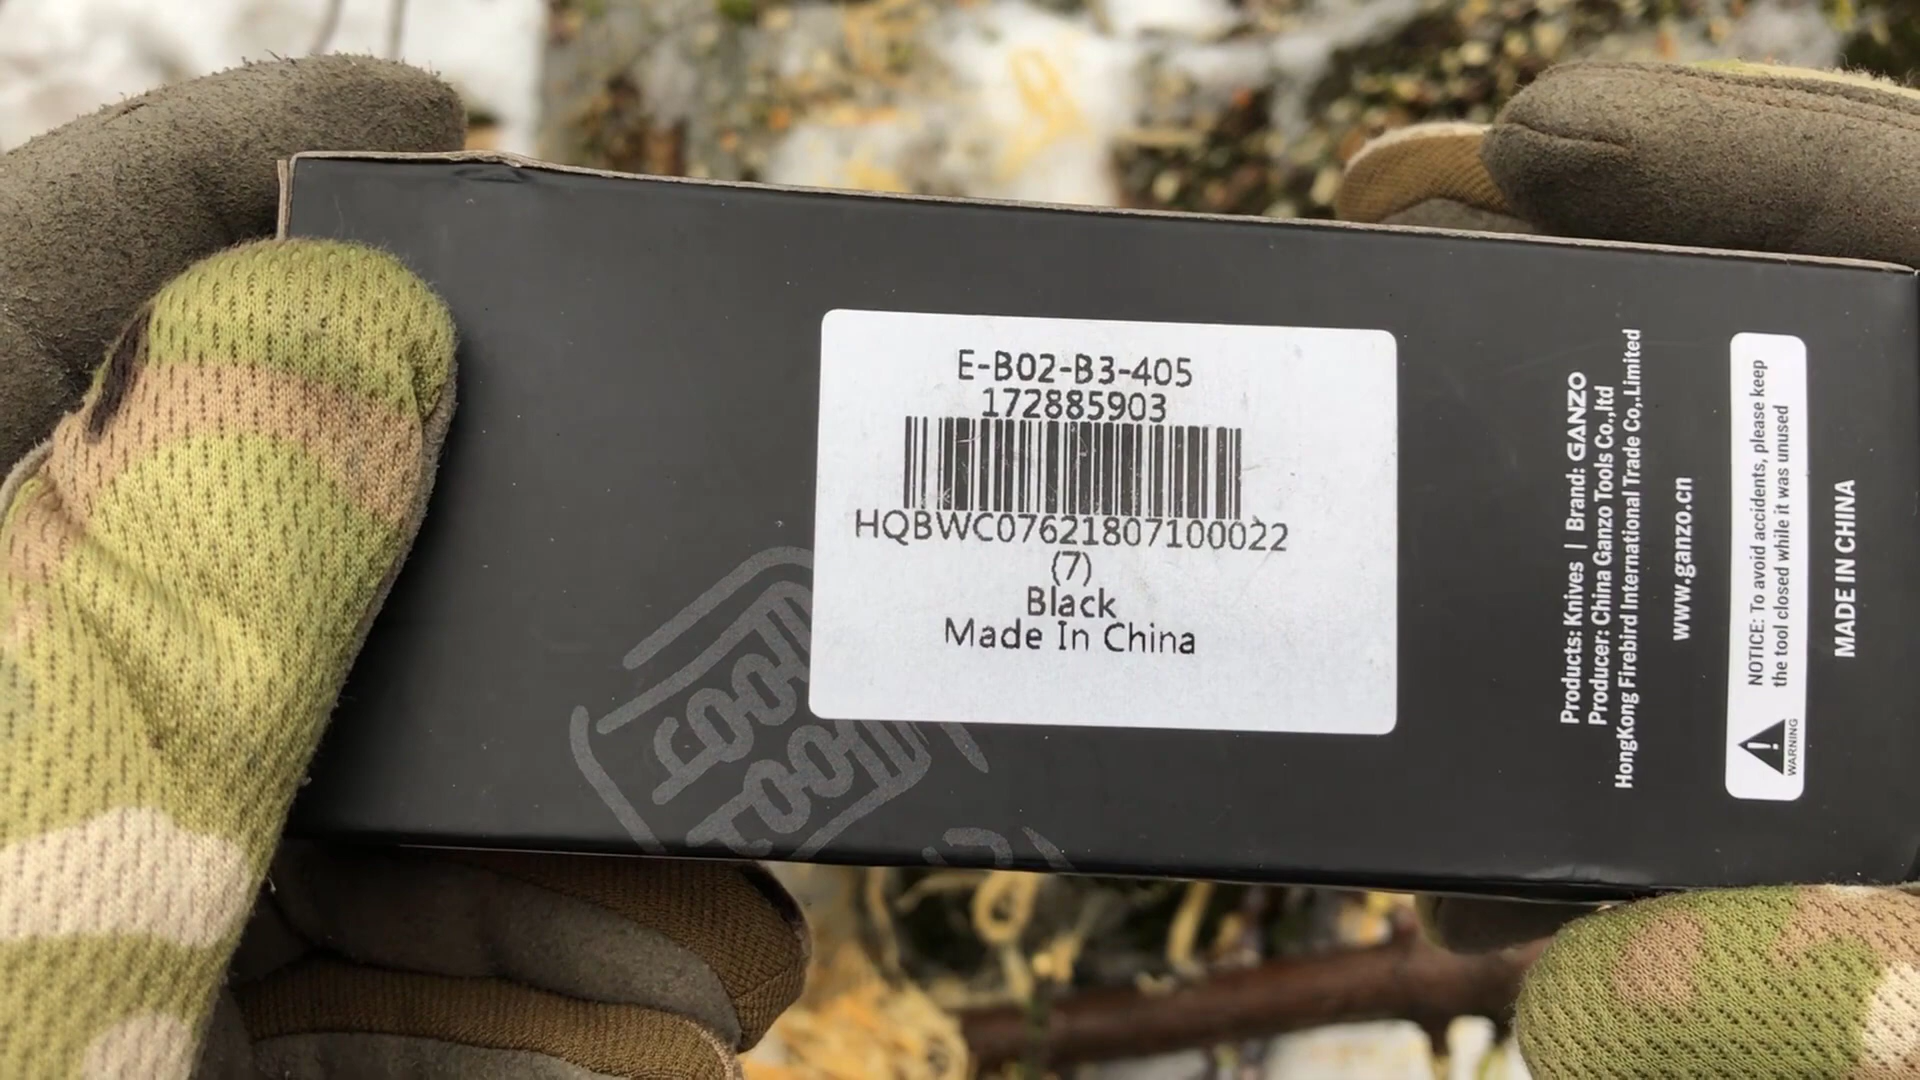 E-B02-B3-405
172885903
HQBWC07621807100022
(7)
Black
Made In China
Products: Knives | Brand: GANZO
Producer: China Ganzo Tools Co.,ltd
HongKong Firebird International Trade Co,.Limited
www.ganzo.cn
NOTICE: To avoid accidents, please keep
the tool closed while it was unused
WARNING
MADE IN CHINA